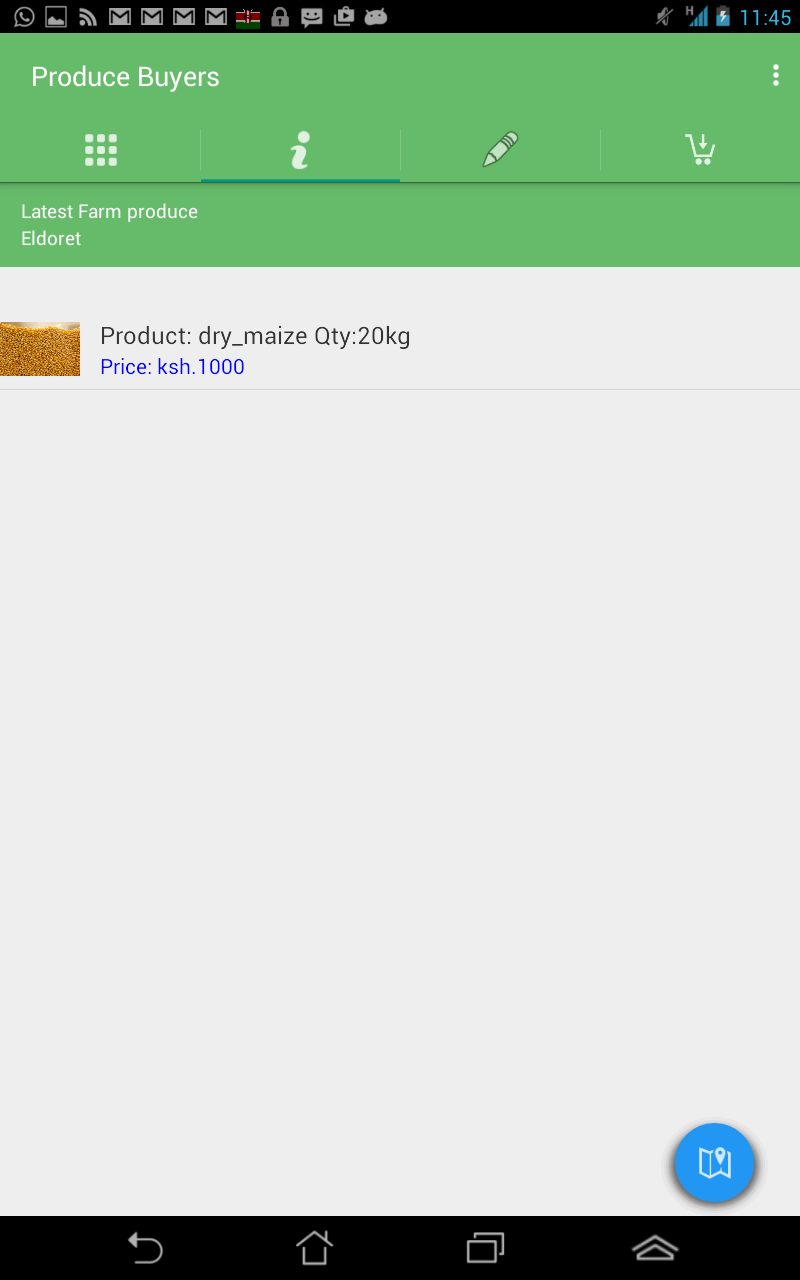 H 11:45
Produce Buyers
Latest Farm produce
Eldoret
Product: dry_maize Qty:20kg
Price: ksh.1000